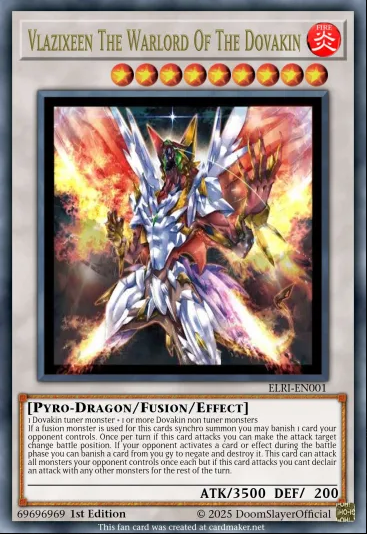 Vlazixeen The Warlord Of The Dovakin
FIRE
炎
ELRI-EN001
[Pyro-Dragon/Fusion/Effect]
1 Dovakin tuner monster + 1 or more Dovakin non tuner monsters
If a fusion monster is used for this cards synchro summon you may banish 1 card your
opponent controls. Once per turn if this card attacks you can make the attack target
change battle position. If your opponent activates a card or effect during the battle
phase you can banish a card from you gy to negate and destroy it. This card can attack
all monsters your opponent controls once each but if this card attacks you cant declair
an attack with any other monsters for the rest of the turn.
ATK/3500 DEF/ 200
69696969 1st Edition
© 2025 DoomSlayerOfficial
This fan card was created at cardmaker.net